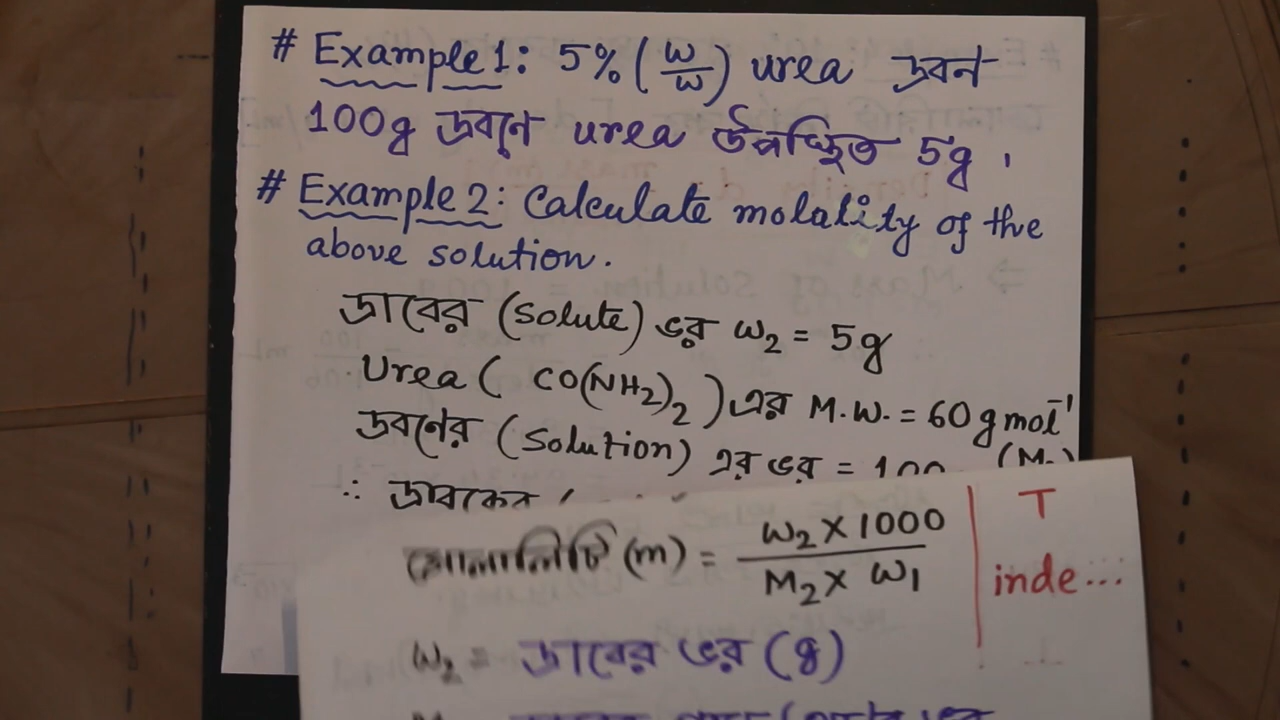 # Example 1: 5% (w/w) urea দ্রবন
100g দ্রবণে urea উপস্থিত 5g ।
# Example 2: Calculate molality of the
above solution.
দ্রাবের (solute) ভর w₂ = 5g
Urea ( CO(NH₂)₂ ) এর M.W. = 60 g mol⁻¹
দ্রবণের (Solution) এর ভর = 100
∴ দ্রাবকের (
মোলালিটি (m) = w₂ x 1000 / M₂ x w₁
T
inde...
w₂ = দ্রাবের ভর (g)